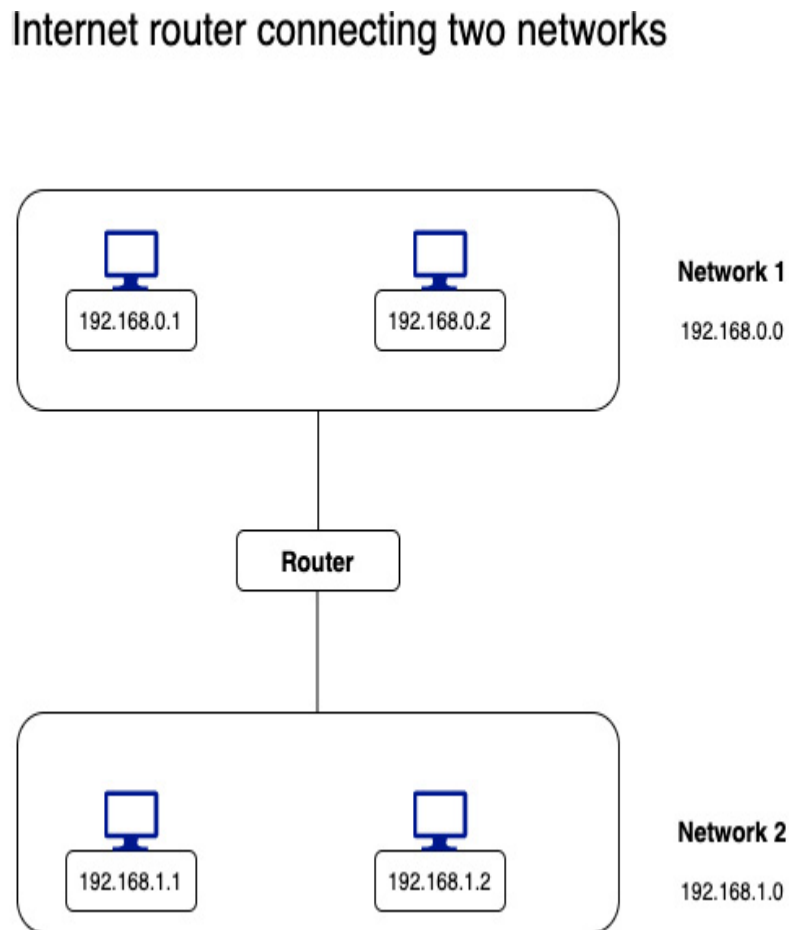 Internet router connecting two networks
192.168.0.1
192.168.0.2
Network 1
192.168.0.0
Router
192.168.1.1
192.168.1.2
Network 2
192.168.1.0